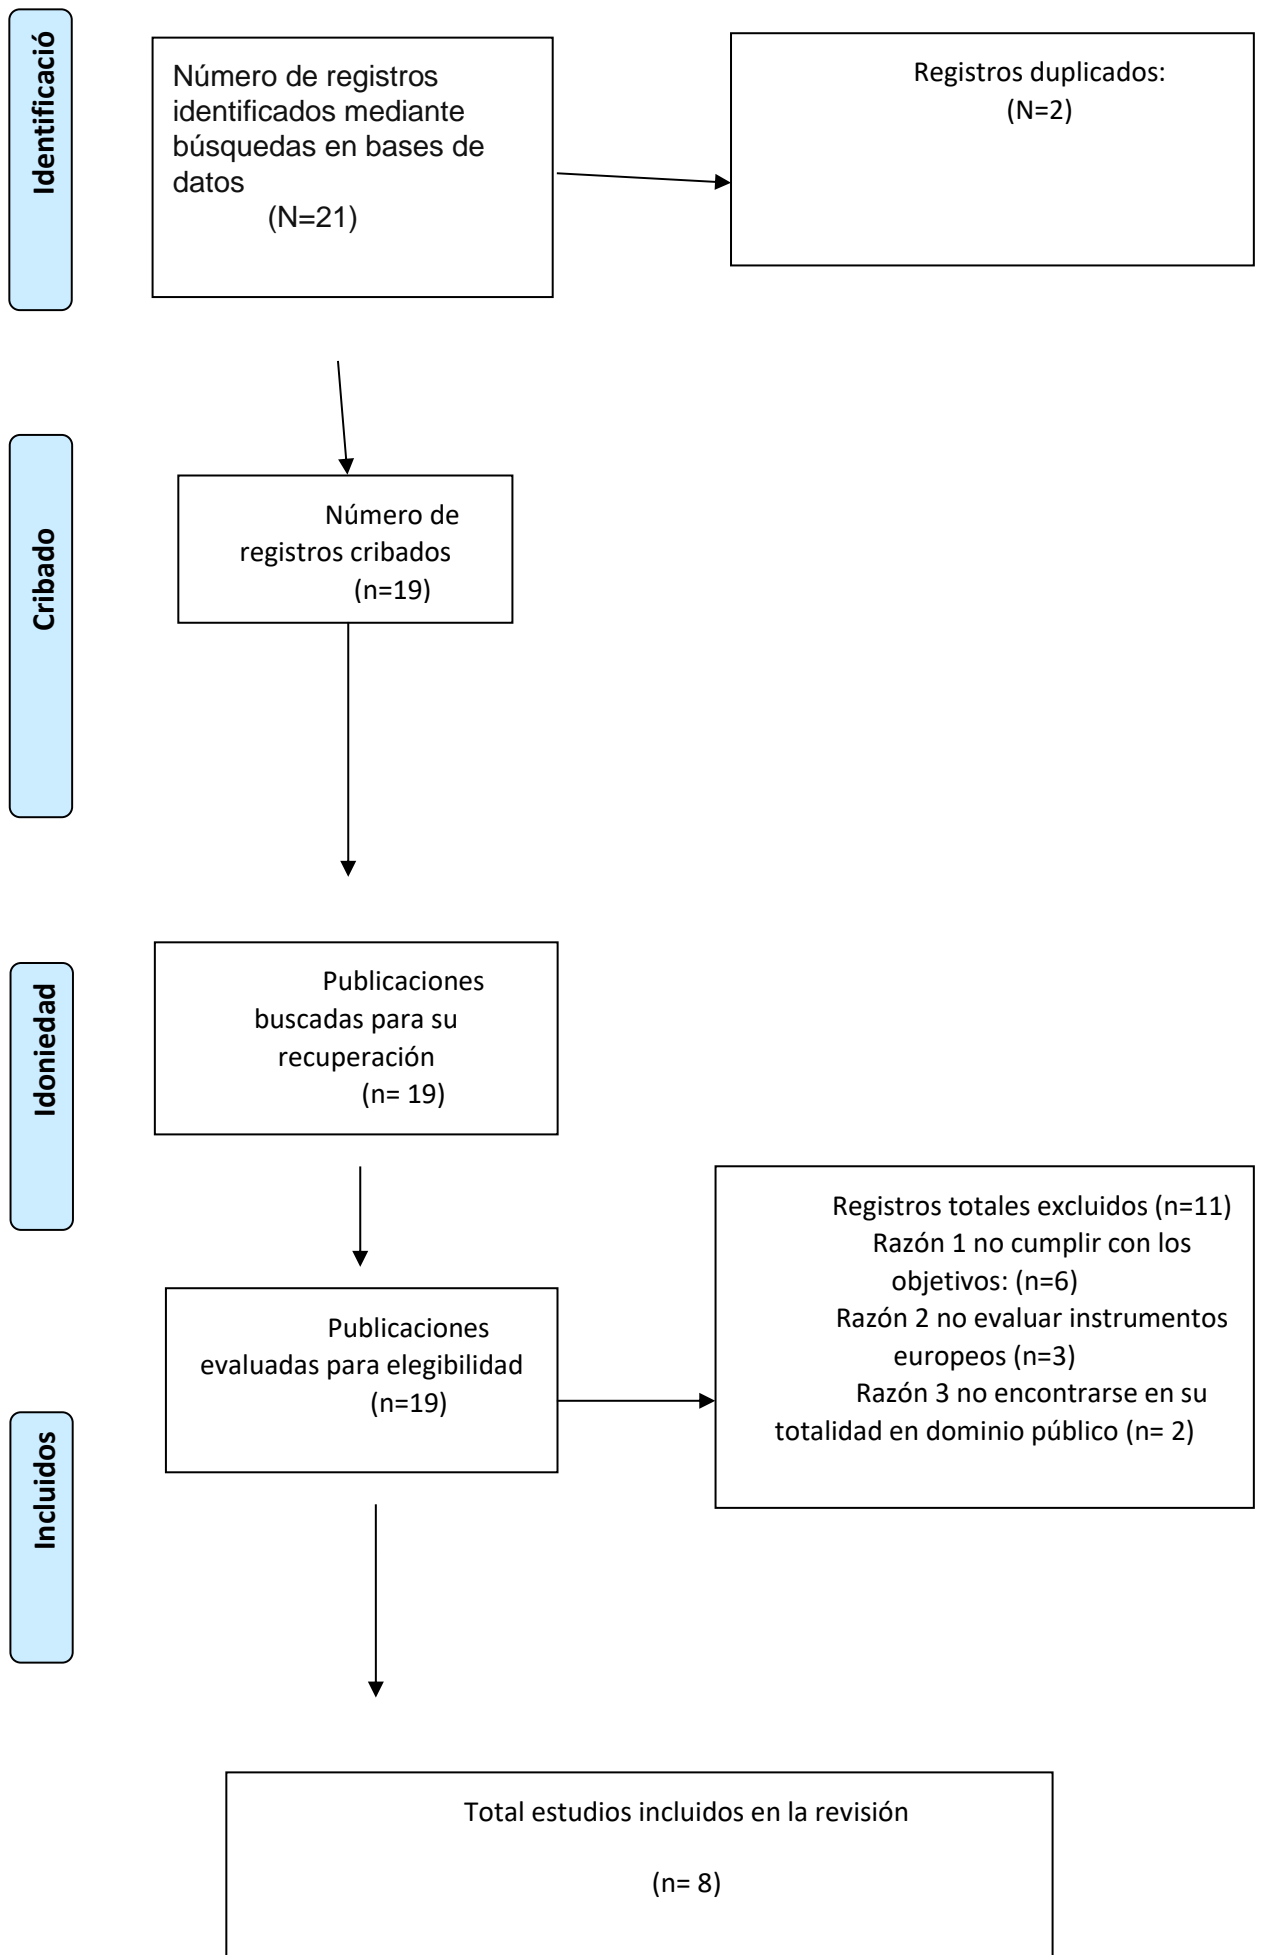 Identificació
Número de registros
identificados mediante
búsquedas en bases de
datos
(N=21)
Registros duplicados:
(N=2)
Cribado
Número de
registros cribados
(n=19)
Idoniedad
Publicaciones
buscadas para su
recuperación
(n= 19)
Publicaciones
evaluadas para elegibilidad
(n=19)
Registros totales excluidos (n=11)
Razón 1 no cumplir con los
objetivos: (n=6)
Razón 2 no evaluar instrumentos
europeos (n=3)
Razón 3 no encontrarse en su
totalidad en dominio público (n= 2)
Incluidos
Total estudios incluidos en la revisión
(n= 8)